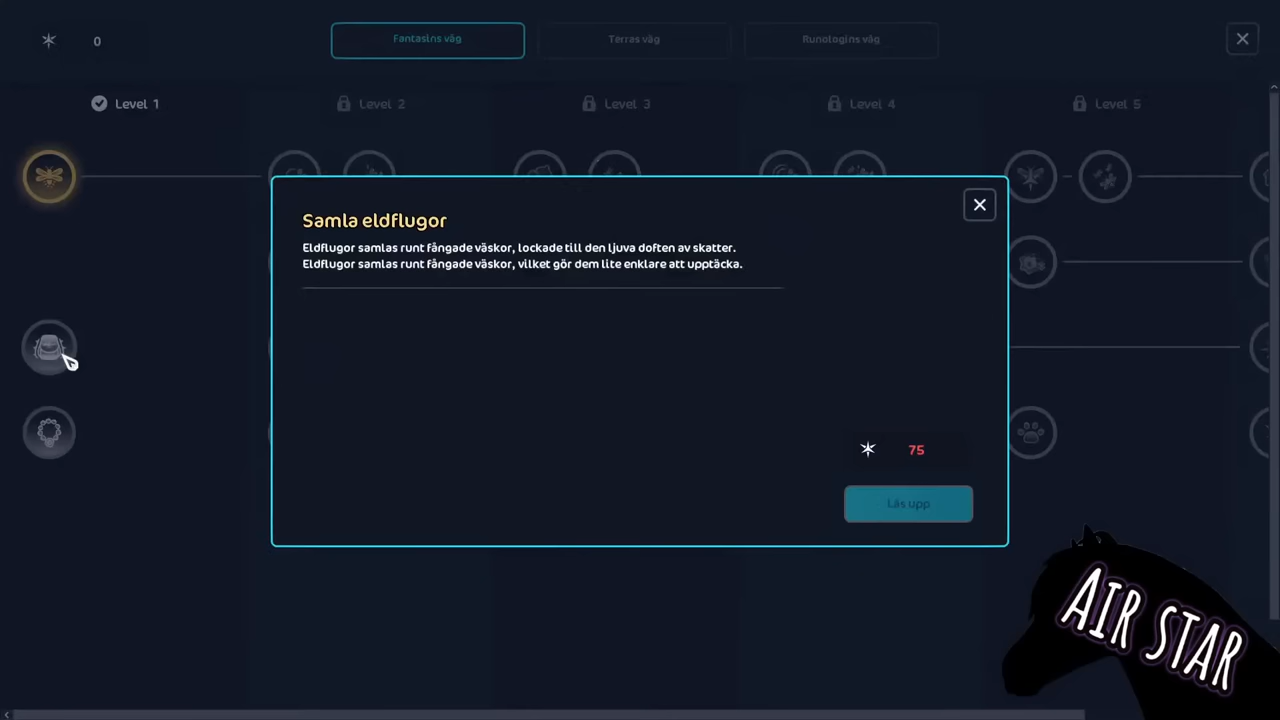 0
Fantasins väg
Terras väg
Runologins väg
Level 1
Level 2
Level 3
Level 4
Level 5
Samla eldflugor
Eldflugor samlas runt fångade väskor, lockade till den ljuva doften av skatter.
Eldflugor samlas runt fångade väskor, vilket gör dem lite enklare att upptäcka.
75
Lås upp
AIR STAR